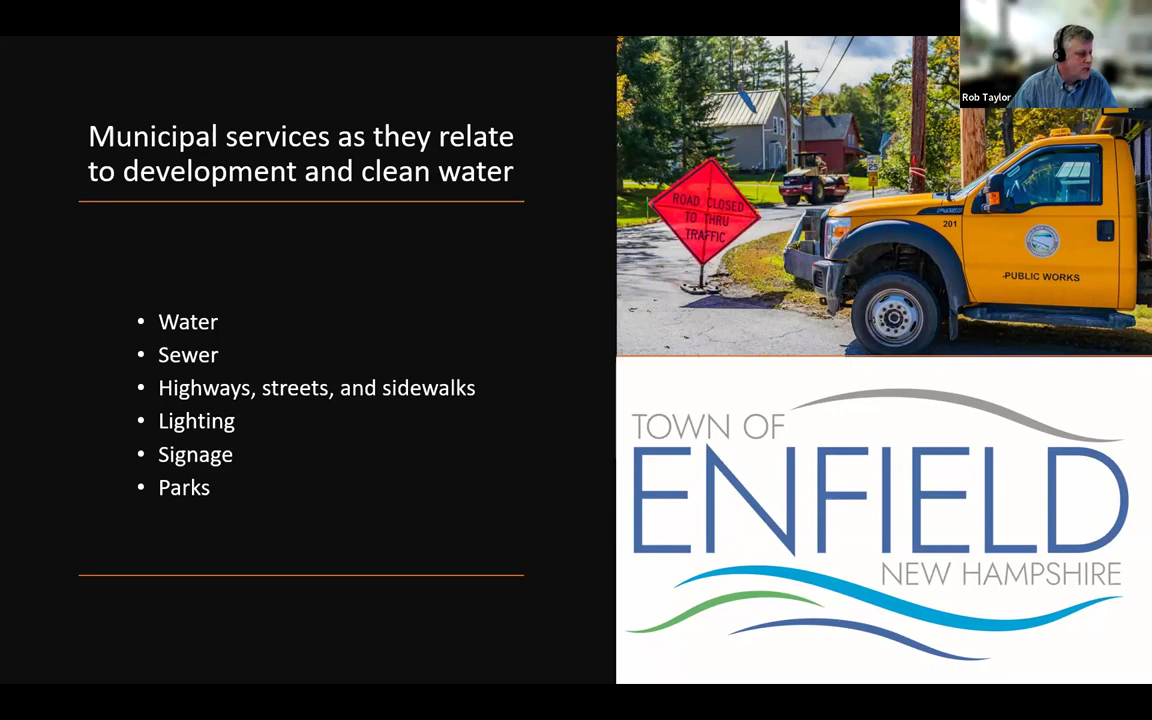 Municipal services as they relate
to development and clean water
• Water
• Sewer
• Highways, streets, and sidewalks
• Lighting
• Signage
• Parks
Rob Taylor
ROAD CLOSED
TO THRU
TRAFFIC
25
201
PUBLIC WORKS
TOWN OF
ENFIELD
NEW HAMPSHIRE